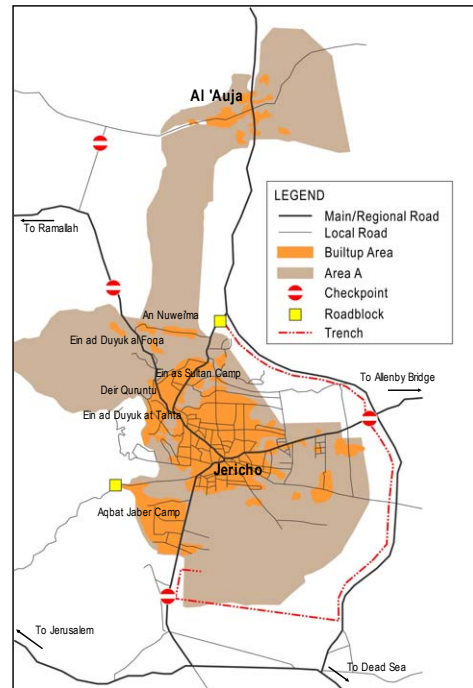 Al 'Auja
LEGEND
Main/Regional Road
Local Road
Builtup Area
Area A
Checkpoint
Roadblock
Trench
To Ramallah
An Nuwei'ma
Ein ad Duyuk al Foqa
Ein as Sultan Camp
To Allenby Bridge
Deir Quruntu
Ein ad Duyuk at Tahta
Jericho
Aqbat Jaber Camp
To Jerusalem
To Dead Sea